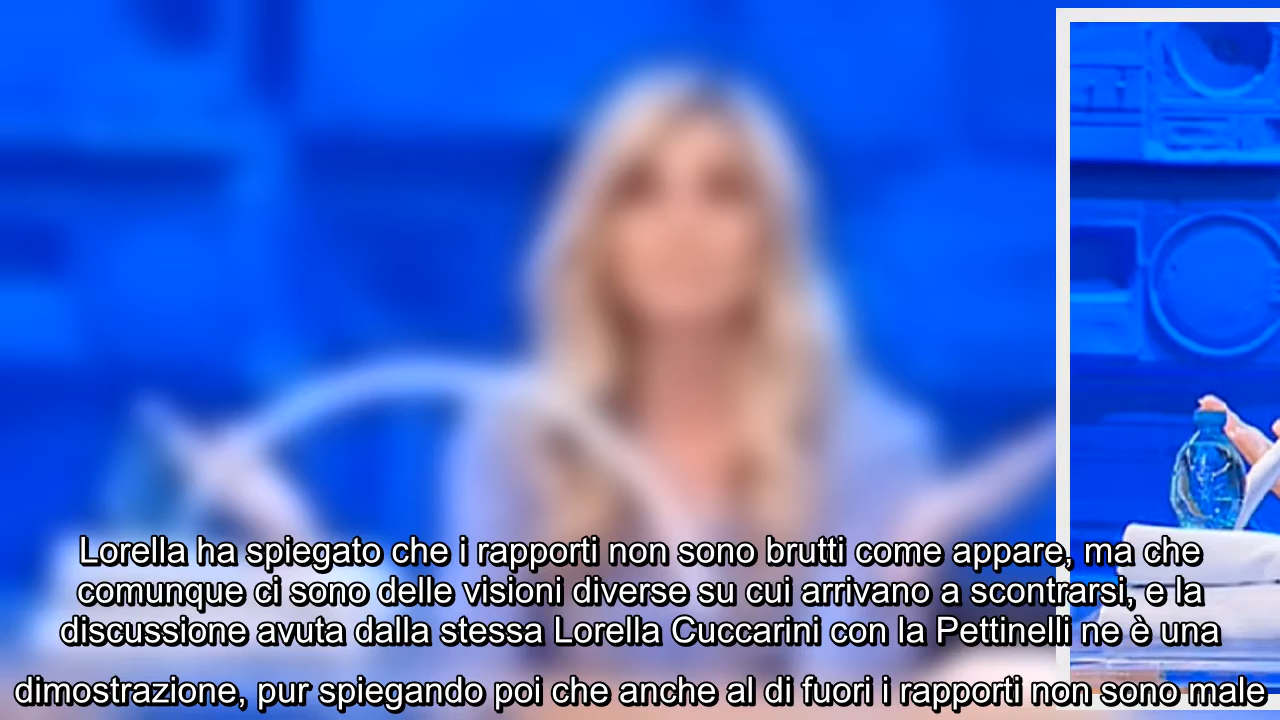 Lorella ha spiegato che i rapporti non sono brutti come appare, ma che
comunque ci sono delle visioni diverse su cui arrivano a scontrarsi, e la
discussione avuta dalla stessa Lorella Cuccarini con la Pettinelli ne è una
dimostrazione, pur spiegando poi che anche al di fuori i rapporti non sono male